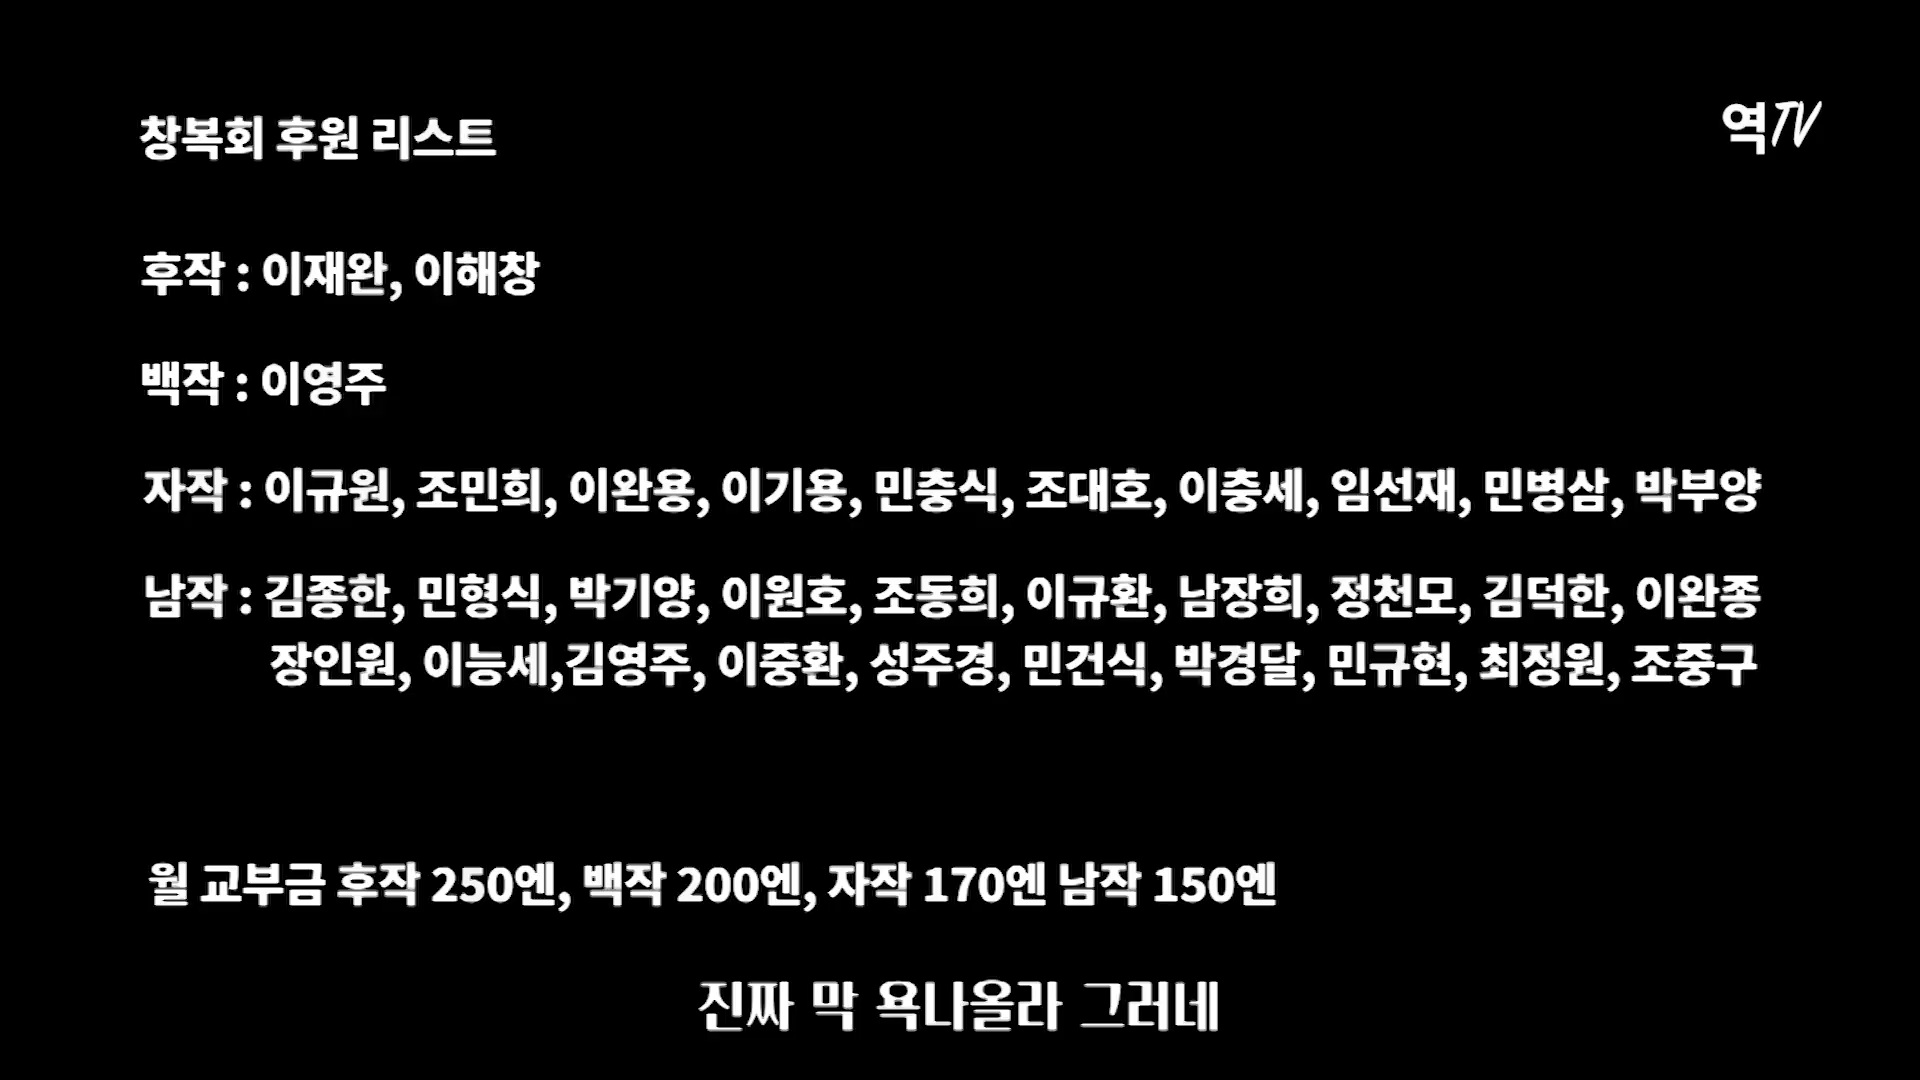 창복회 후원 리스트
역TV
후작 : 이재완, 이해창
백작 : 이영주
자작 : 이규원, 조민희, 이완용, 이기용, 민충식, 조대호, 이충세, 임선재, 민병삼, 박부양
남작 : 김종한, 민형식, 박기양, 이원호, 조동희, 이규환, 남장희, 정천모, 김덕한, 이완종
장인원, 이능세,김영주, 이중환, 성주경, 민건식, 박경달, 민규현, 최정원, 조중구
월 교부금 후작 250엔, 백작 200엔, 자작 170엔 남작 150엔
진짜 막 욕나올라 그러네